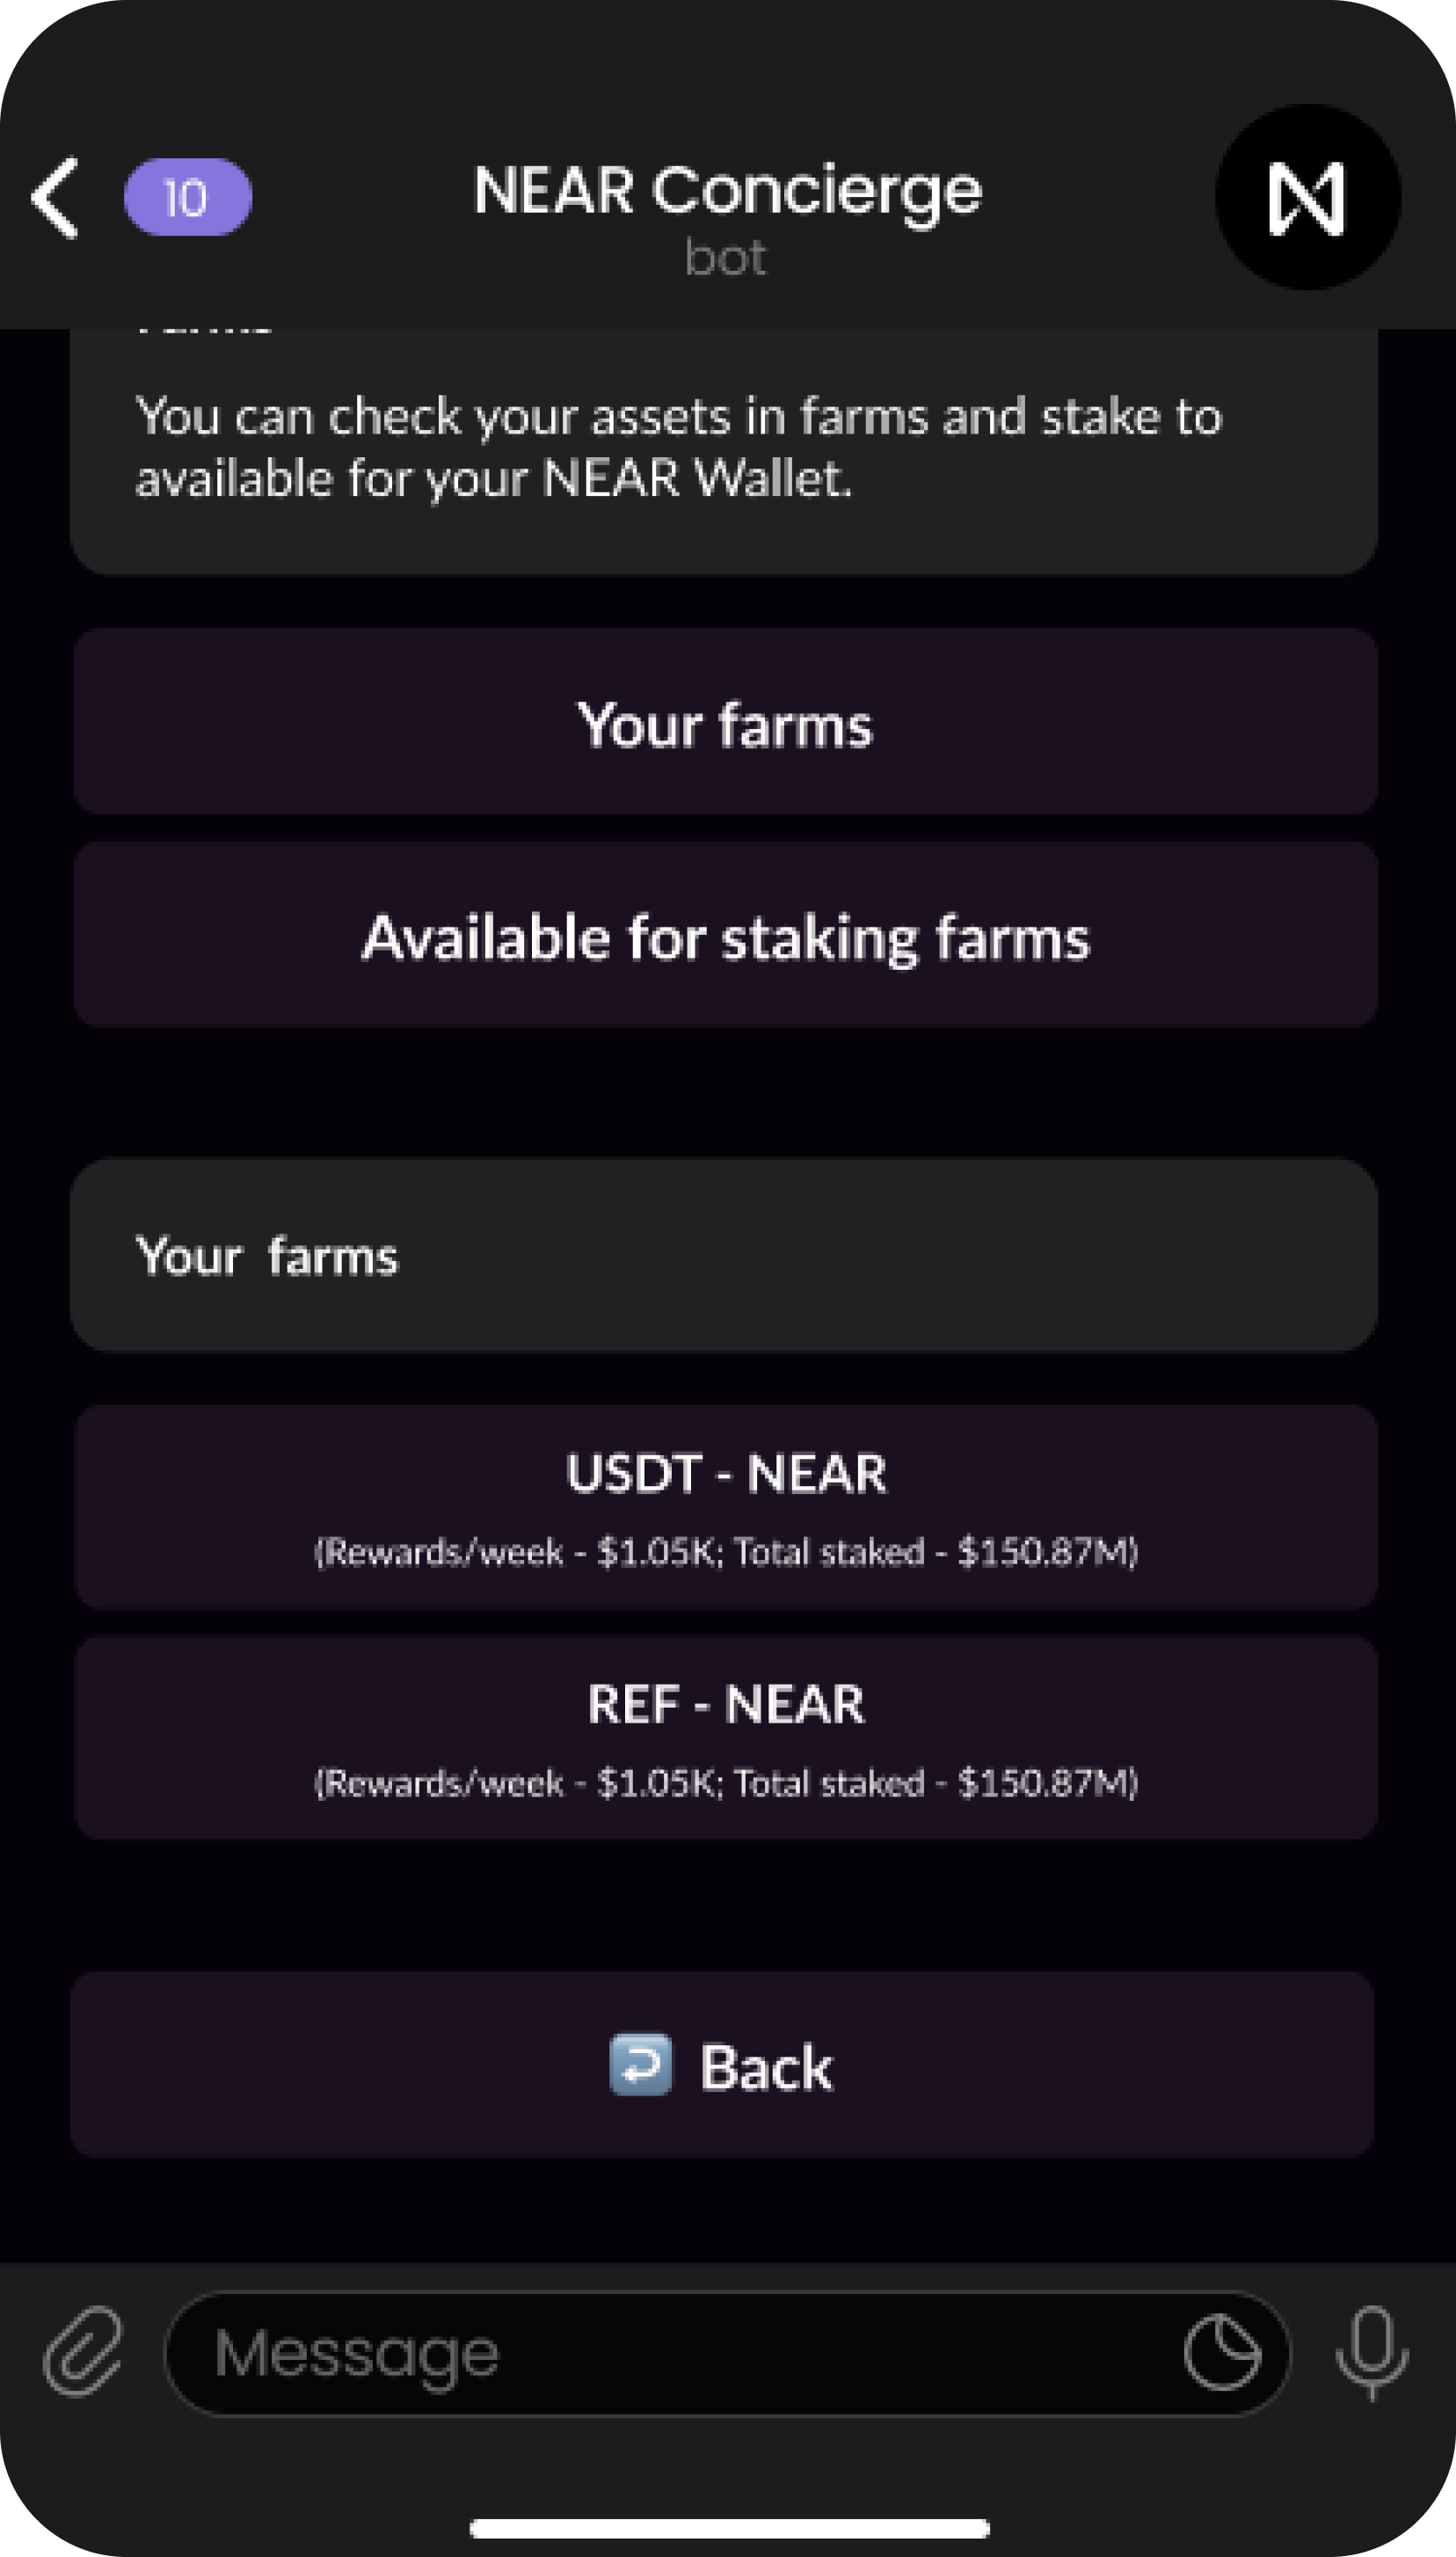 10
NEAR Concierge
bot
You can check your assets in farms and stake to
available for your NEAR Wallet.
Your farms
Available for staking farms
Your farms
USDT - NEAR
(Rewards/week - $1.05K; Total staked - $150.87M)
REF - NEAR
(Rewards/week - $1.05K; Total staked - $150.87M)
Back
Message